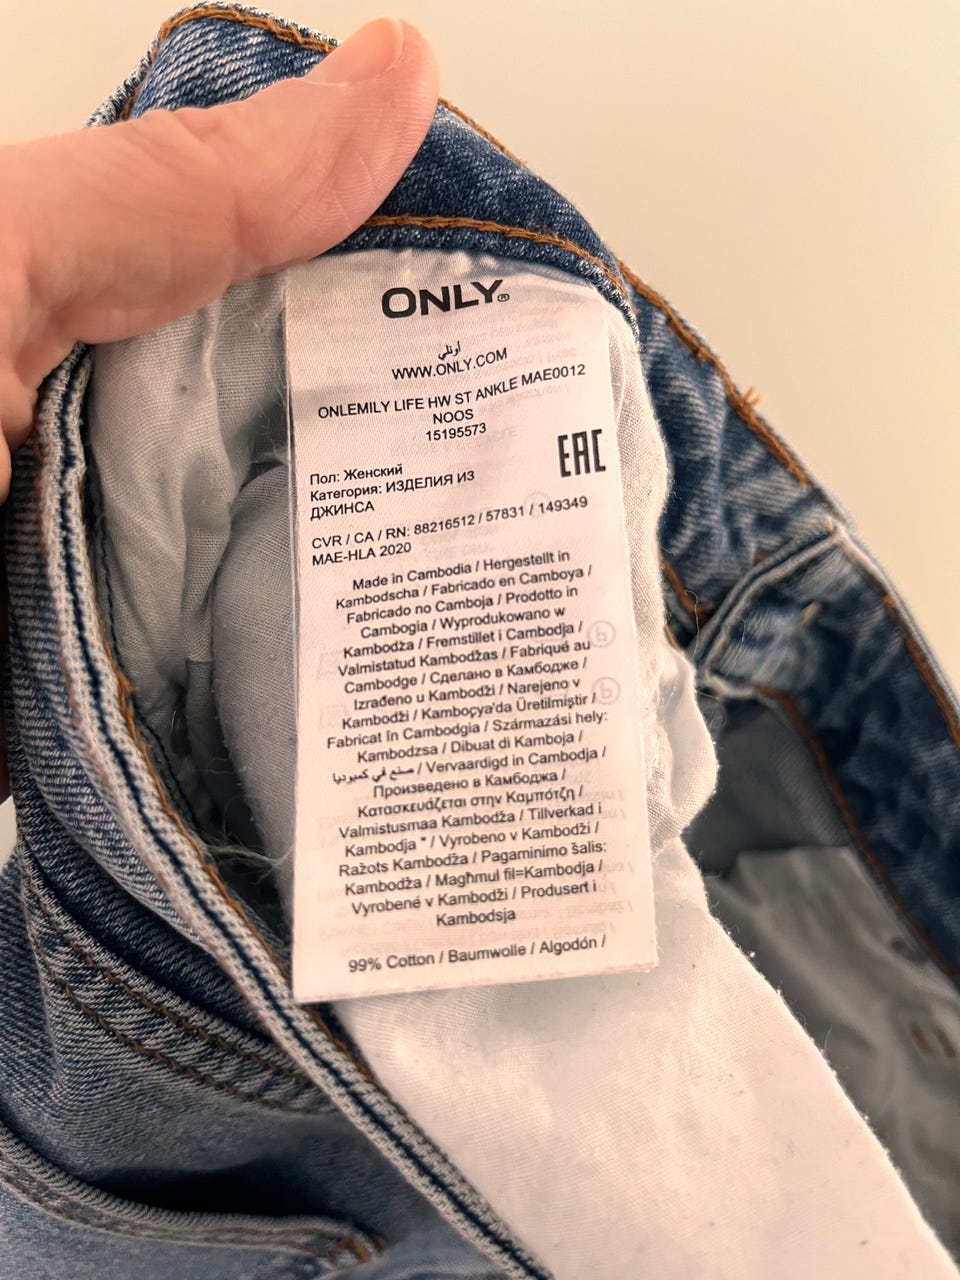 ONLY®
أونلي
WWW.ONLY.COM
ONLEMILY LIFE HW ST ANKLE MAE0012
NOOS
15195573
EAC
Пол: Женский
Категория: ИЗДЕЛИЯ ИЗ
ДЖИНСА
CVR / CA / RN: 88216512 / 57831 / 149349
MAE-HLA 2020
Made in Cambodia / Hergestellt in
Kambodscha / Fabricado en Camboya /
Fabricado no Camboja / Prodotto in
Cambogia / Wyprodukowano w
Kambodża / Fremstillet i Cambodja /
Valmistatud Kambodžas / Fabriqué au
Cambodge / Сделано в Камбодже /
Izrađeno u Kambodži / Narejeno v
Kambodži / Kamboçya'da Üretilmiştir /
Fabricat în Cambodgia / Származási hely:
Kambodzsa / Dibuat di Kamboja /
صنع في كمبوديا / Vervaardigd in Cambodja /
Произведено в Камбоджа /
Κατασκευάζεται στην Καμπότζη /
Valmistusmaa Kambodža / Tillverkad i
Kambodja * / Vyrobeno v Kambodži /
Ražots Kambodža / Pagaminimo šalis:
Kambodža / Magħmul fil=Kambodja /
Vyrobené v Kambodži / Produsert i
Kambodsja
99% Cotton / Baumwolle / Algodón /